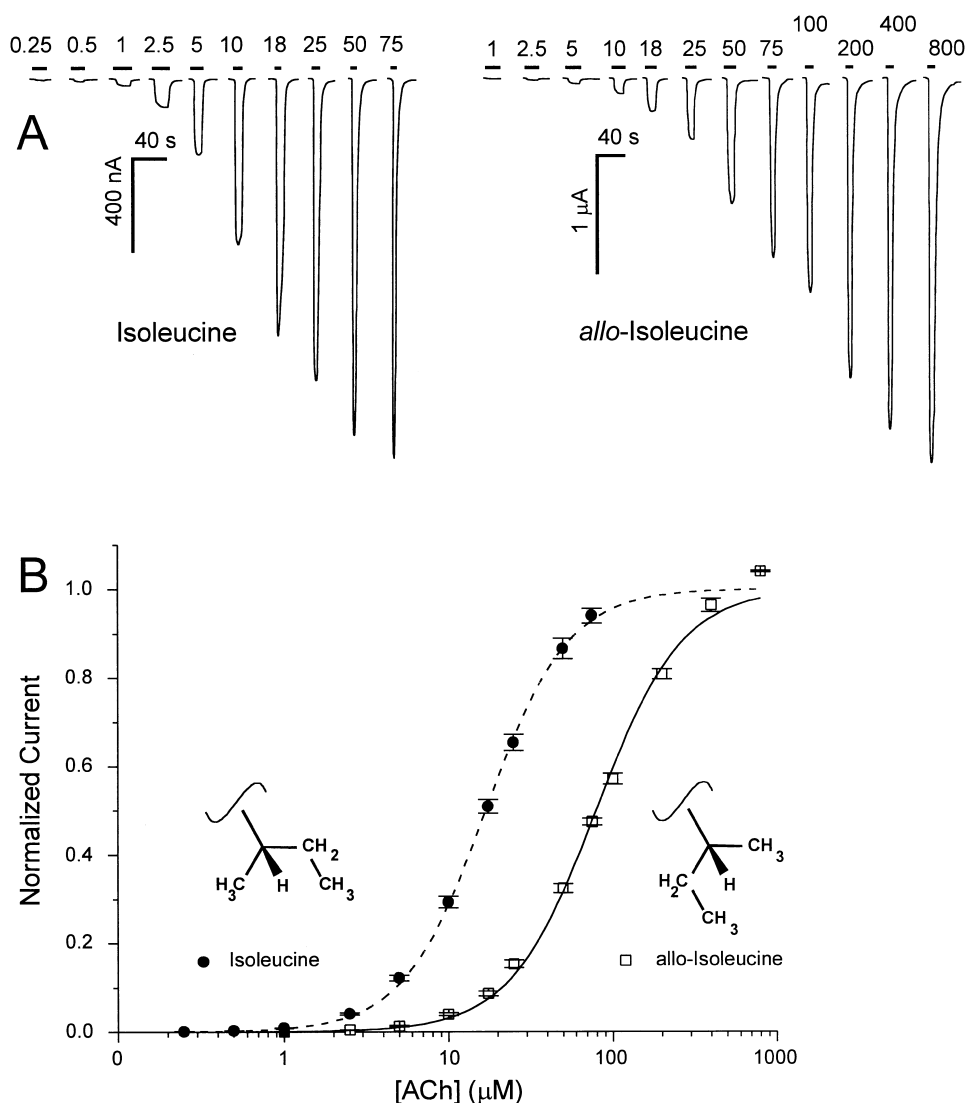 0.25 0.5 1 2.5 5 10 18 25 50 75
1 2.5 5 10 18 25 50 75 100 200 400 800
A
40 s
400 nA
Isoleucine
40 s
1 μA
allo-Isoleucine
B
Normalized Current
1.0
0.8
0.6
0.4
0.2
0.0
CH2
H3C
H
CH3
CH3
H2C
H
CH3
Isoleucine
allo-Isoleucine
0 1 10 100 1000
[ACh] (μM)